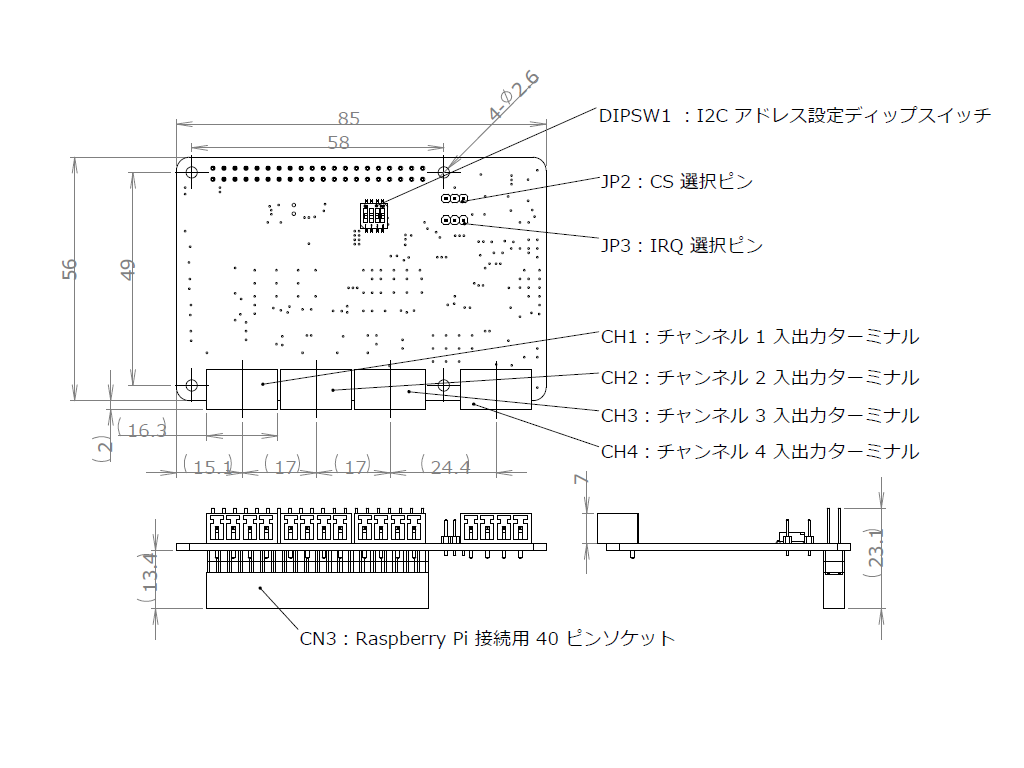 4-∅2.6
85
DIPSW1 ：I2C アドレス設定ディップスイッチ
58
JP2：CS 選択ピン
JP3：IRQ 選択ピン
56
49
CH1：チャンネル 1 入出力ターミナル
CH2：チャンネル 2 入出力ターミナル
CH3：チャンネル 3 入出力ターミナル
CH4：チャンネル 4 入出力ターミナル
(16.3)
(2)
(15.1)
(17)
(17)
(24.4)
7
(13.4)
(23.1)
CN3：Raspberry Pi 接続用 40 ピンソケット